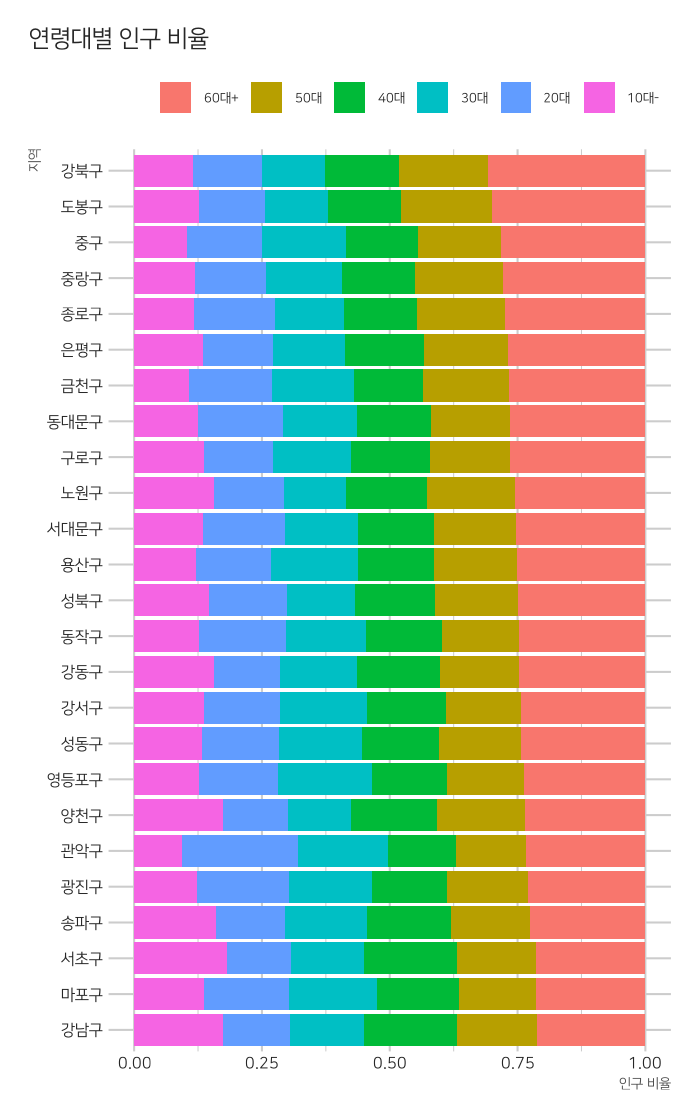 연령대별 인구 비율
60대+ 50대 40대 30대 20대 10대-
지역
강북구
도봉구
중구
중랑구
종로구
은평구
금천구
동대문구
구로구
노원구
서대문구
용산구
성북구
동작구
강동구
강서구
성동구
영등포구
양천구
관악구
광진구
송파구
서초구
마포구
강남구
0.00 0.25 0.50 0.75 1.00
인구 비율